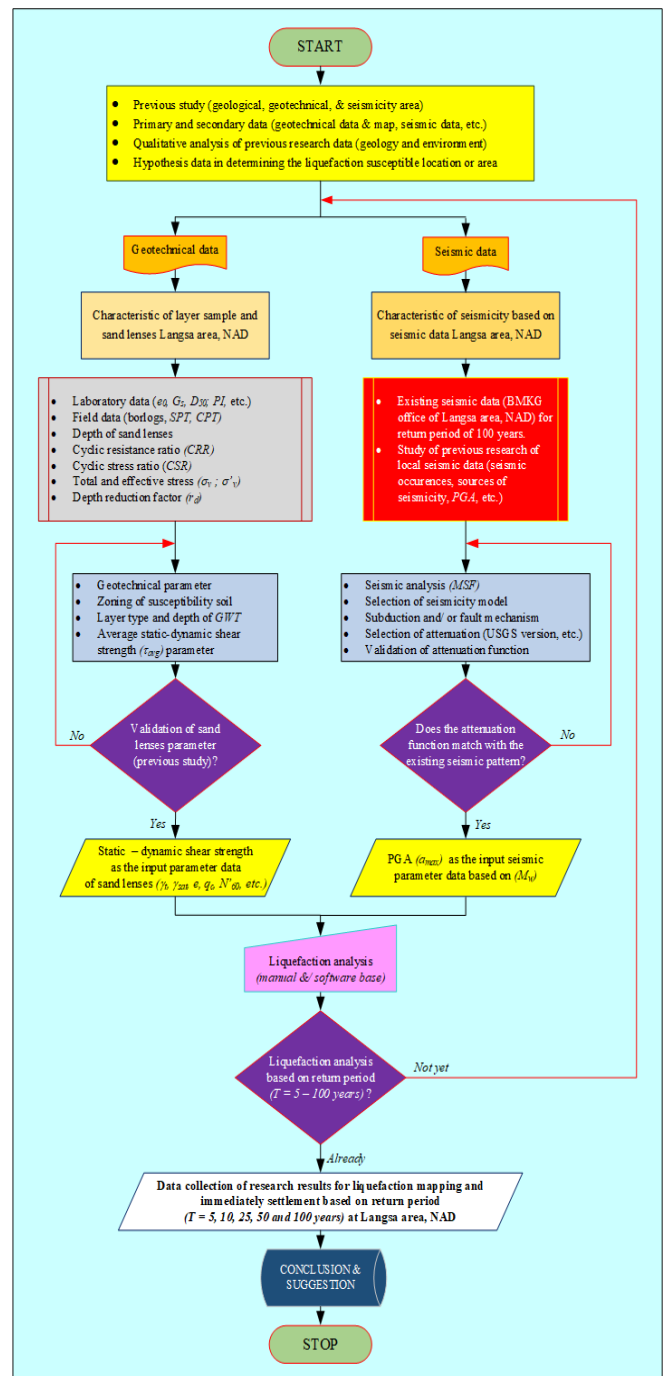 START
• Previous study (geological, geotechnical, & seismicity area)
• Primary and secondary data (geotechnical data & map, seismic data, etc.)
• Qualitative analysis of previous research data (geology and environment)
• Hypothesis data in determining the liquefaction susceptible location or area
Geotechnical data
Characteristic of layer sample and
sand lenses Langsa area, NAD
• Laboratory data (e0, Gs, D50, PI, etc.)
• Field data (borlogs, SPT, CPT)
• Depth of sand lenses
• Cyclic resistance ratio (CRR)
• Cyclic stress ratio (CSR)
• Total and effective stress (σv ; σ'v)
• Depth reduction factor (rd)
• Geotechnical parameter
• Zoning of susceptibility soil
• Layer type and depth of GWT
• Average static-dynamic shear
strength (τavg) parameter
No
Validation of sand
lenses parameter
(previous study)?
Yes
Static – dynamic shear strength
as the input parameter data
of sand lenses (γt, γsat, e, qc, N'60, etc.)
Seismic data
Characteristic of seismicity based on
seismic data Langsa area, NAD
• Existing seismic data (BMKG
office of Langsa area, NAD) for
return period of 100 years.
• Study of previous research of
local seismic data (seismic
occurences, sources of
seismicity, PGA, etc.)
• Seismic analysis (MSF)
• Selection of seismicity model
• Subduction and/ or fault mechanism
• Selection of attenuation (USGS version, etc.)
• Validation of attenuation function
Does the attenuation
function match with the
existing seismic pattern?
No
Yes
PGA (amax) as the input seismic
parameter data based on (Mw)
Liquefaction analysis
(manual &/ software base)
Liquefaction analysis
based on return period
(T = 5 – 100 years) ?
Not yet
Already
Data collection of research results for liquefaction mapping and
immediately settlement based on return period
(T = 5, 10, 25, 50 and 100 years) at Langsa area, NAD
CONCLUSION &
SUGGESTION
STOP